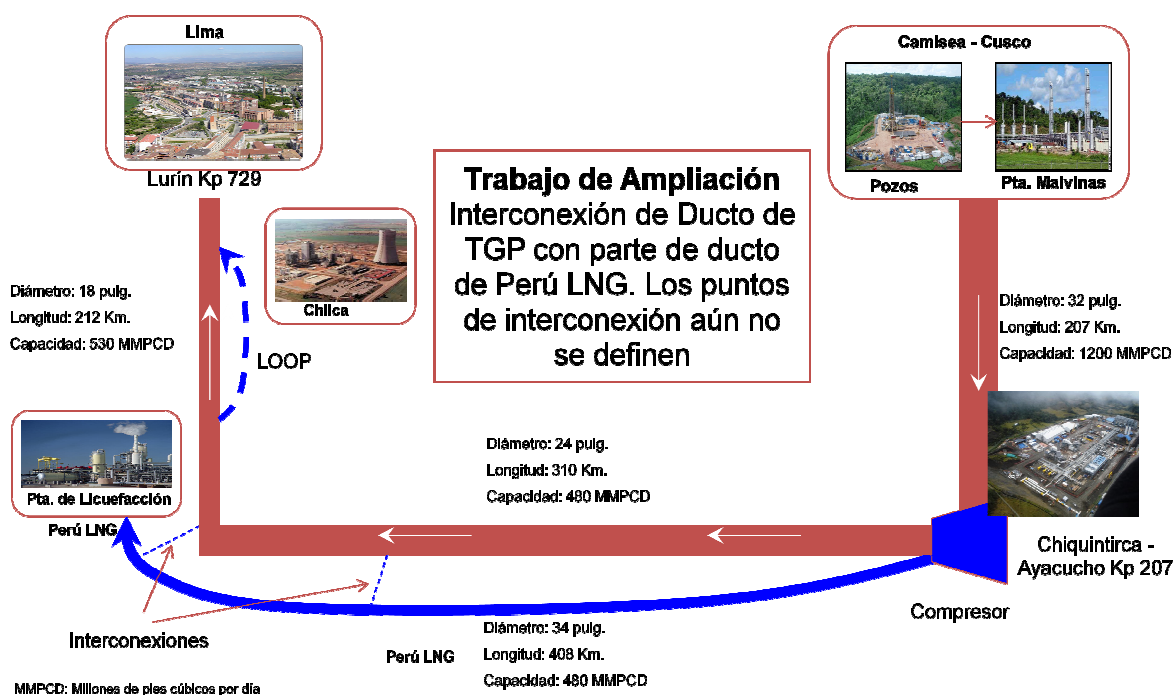 Lima
Lurín Kp 729
Camisea - Cusco
Pozos
Pta. Malvinas
Trabajo de Ampliación
Interconexión de Ducto de
TGP con parte de ducto
de Perú LNG. Los puntos
de interconexión aún no
se definen
Chilca
Diámetro: 18 pulg.
Longitud: 212 Km.
Capacidad: 530 MMPCD
LOOP
Diámetro: 32 pulg.
Longitud: 207 Km.
Capacidad: 1200 MMPCD
Diámetro: 24 pulg.
Longitud: 310 Km.
Capacidad: 480 MMPCD
Pta. de Licuefacción
Perú LNG
Chiquintirca -
Ayacucho Kp 207
Compresor
Interconexiones
Perú LNG
Diámetro: 34 pulg.
Longitud: 408 Km.
Capacidad: 480 MMPCD
MMPCD: Millones de pies cúbicos por día